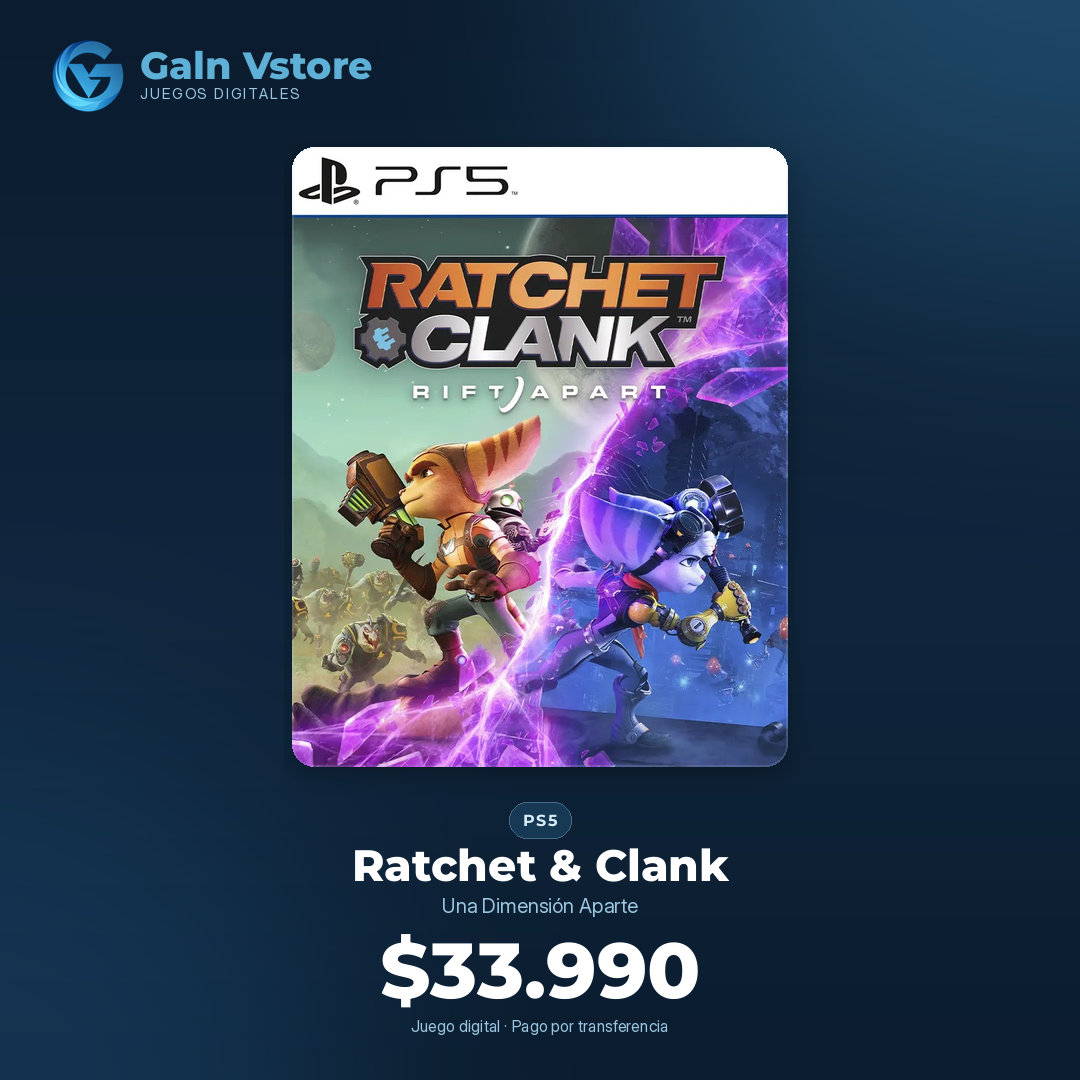 GaIn Vstore
JUEGOS DIGITALES
PS5
RATCHET
CLANK
RIFT APART
PS5
Ratchet & Clank
Una Dimensión Aparte
$33.990
Juego digital · Pago por transferencia